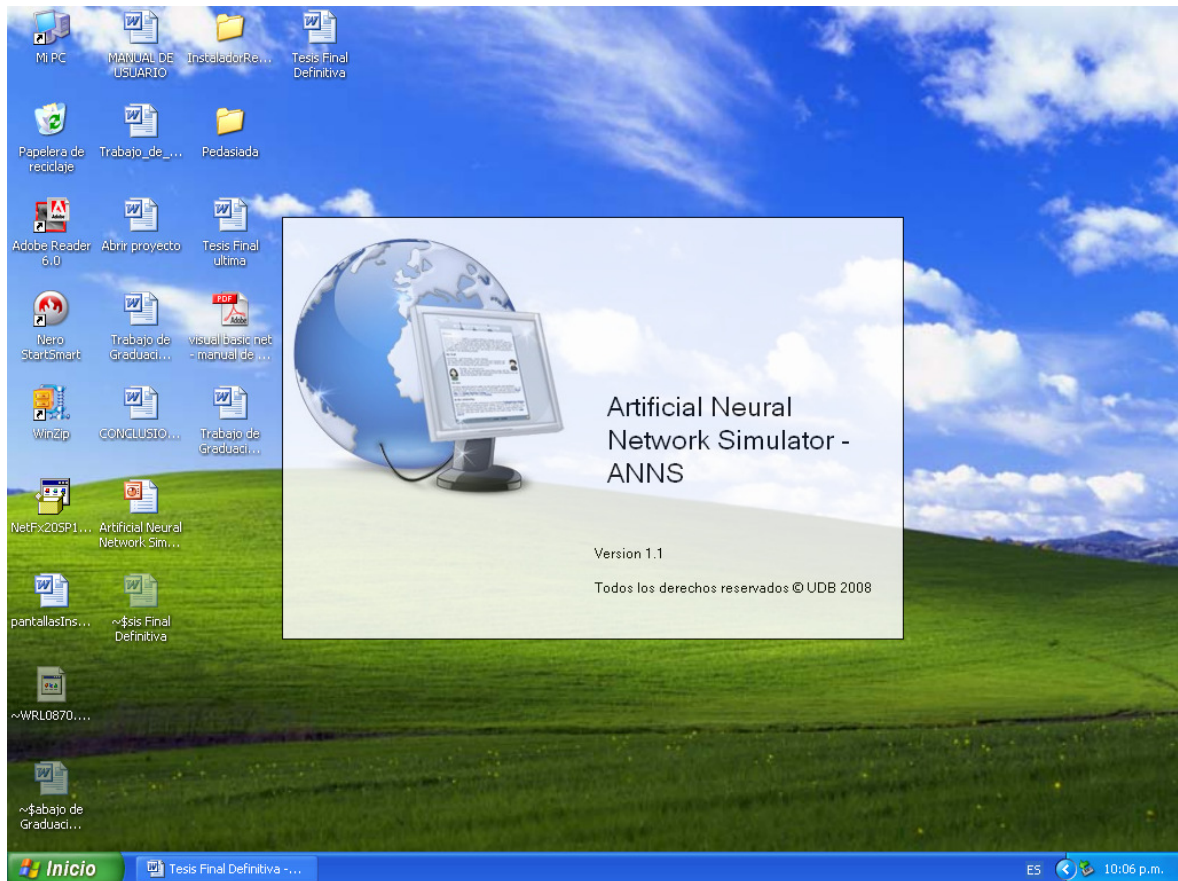 Mi PC
MANUAL DE
USUARIO
InstaladorRe...
Tesis Final
Definitiva
Papelera de
reciclaje
Trabajo_de_...
Pedasiada
Adobe Reader
6.0
Abrir proyecto
Tesis Final
ultima
Nero
StartSmart
Trabajo de
Graduaci...
PDF
Adobe
visual basic net
- manual de ...
WinZip
CONCLUSIO...
Trabajo de
Graduaci...
NetFx20SP1...
Artificial Neural
Network Sim...
pantallasIns...
~$sis Final
Definitiva
~WRL0870....
~$abajo de
Graduaci...
Artificial Neural
Network Simulator -
ANNS
Version 1.1
Todos los derechos reservados © UDB 2008
Inicio
Tesis Final Definitiva -...
ES
10:06 p.m.